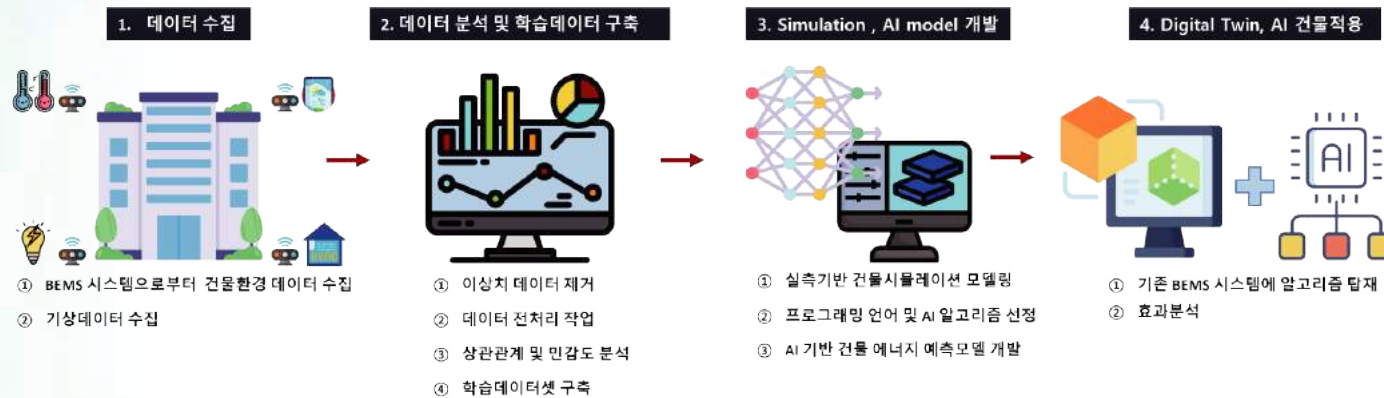 1. 데이터 수집
2. 데이터 분석 및 학습데이터 구축
3. Simulation , AI model 개발
4. Digital Twin, AI 건물적용
AI
① BEMS 시스템으로부터 건물환경 데이터 수집
② 기상데이터 수집
① 이상치 데이터 제거
② 데이터 전처리 작업
③ 상관관계 및 민감도 분석
④ 학습데이터셋 구축
① 실측기반 건물시뮬레이션 모델링
② 프로그래밍 언어 및 AI 알고리즘 선정
③ AI 기반 건물 에너지 예측모델 개발
① 기존 BEMS 시스템에 알고리즘 탑재
② 효과분석